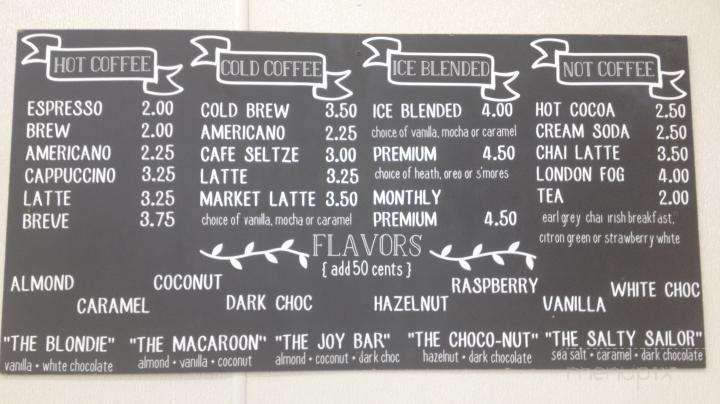 HOT COFFEE
ESPRESSO 2.00
BREW 2.00
AMERICANO 2.25
CAPPUCCINO 3.25
LATTE 3.25
BREVE 3.75
COLD COFFEE
COLD BREW 3.50
AMERICANO 2.25
CAFE SELTZE 3.00
LATTE 3.25
MARKET LATTE 3.50
choice of vanilla, mocha or caramel
ICE BLENDED
ICE BLENDED 4.00
choice of vanilla, mocha or caramel
PREMIUM 4.50
choice of heath, oreo or s'mores
MONTHLY
PREMIUM 4.50
NOT COFFEE
HOT COCOA 2.50
CREAM SODA 2.50
CHAI LATTE 3.50
LONDON FOG 4.00
TEA 2.00
earl grey chai irish breakfast,
citron green or strawberry white
FLAVORS
{ add 50 cents }
ALMOND
CARAMEL
COCONUT
DARK CHOC
HAZELNUT
RASPBERRY
VANILLA
WHITE CHOC
"THE BLONDIE"
vanilla • white chocolate
"THE MACAROON"
almond • vanilla • coconut
"THE JOY BAR"
almond • coconut • dark choc
"THE CHOCO-NUT"
hazelnut • dark chocolate
"THE SALTY SAILOR"
sea salt • caramel • dark chocolate
menupix